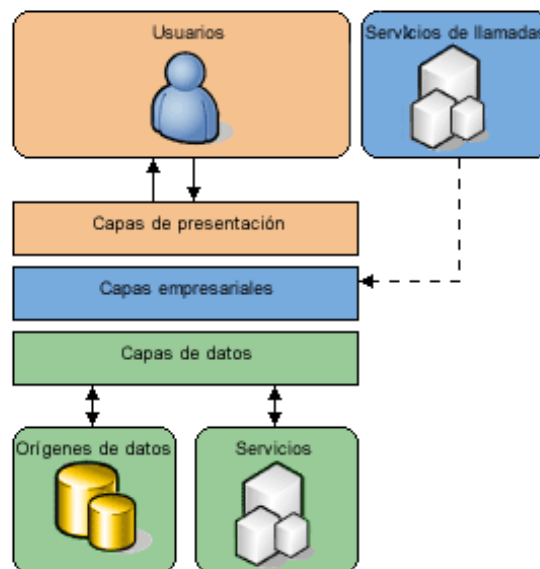 Usuarios
Servicios de llamadas
Capas de presentación
Capas empresariales
Capas de datos
Orígenes de datos
Servicios